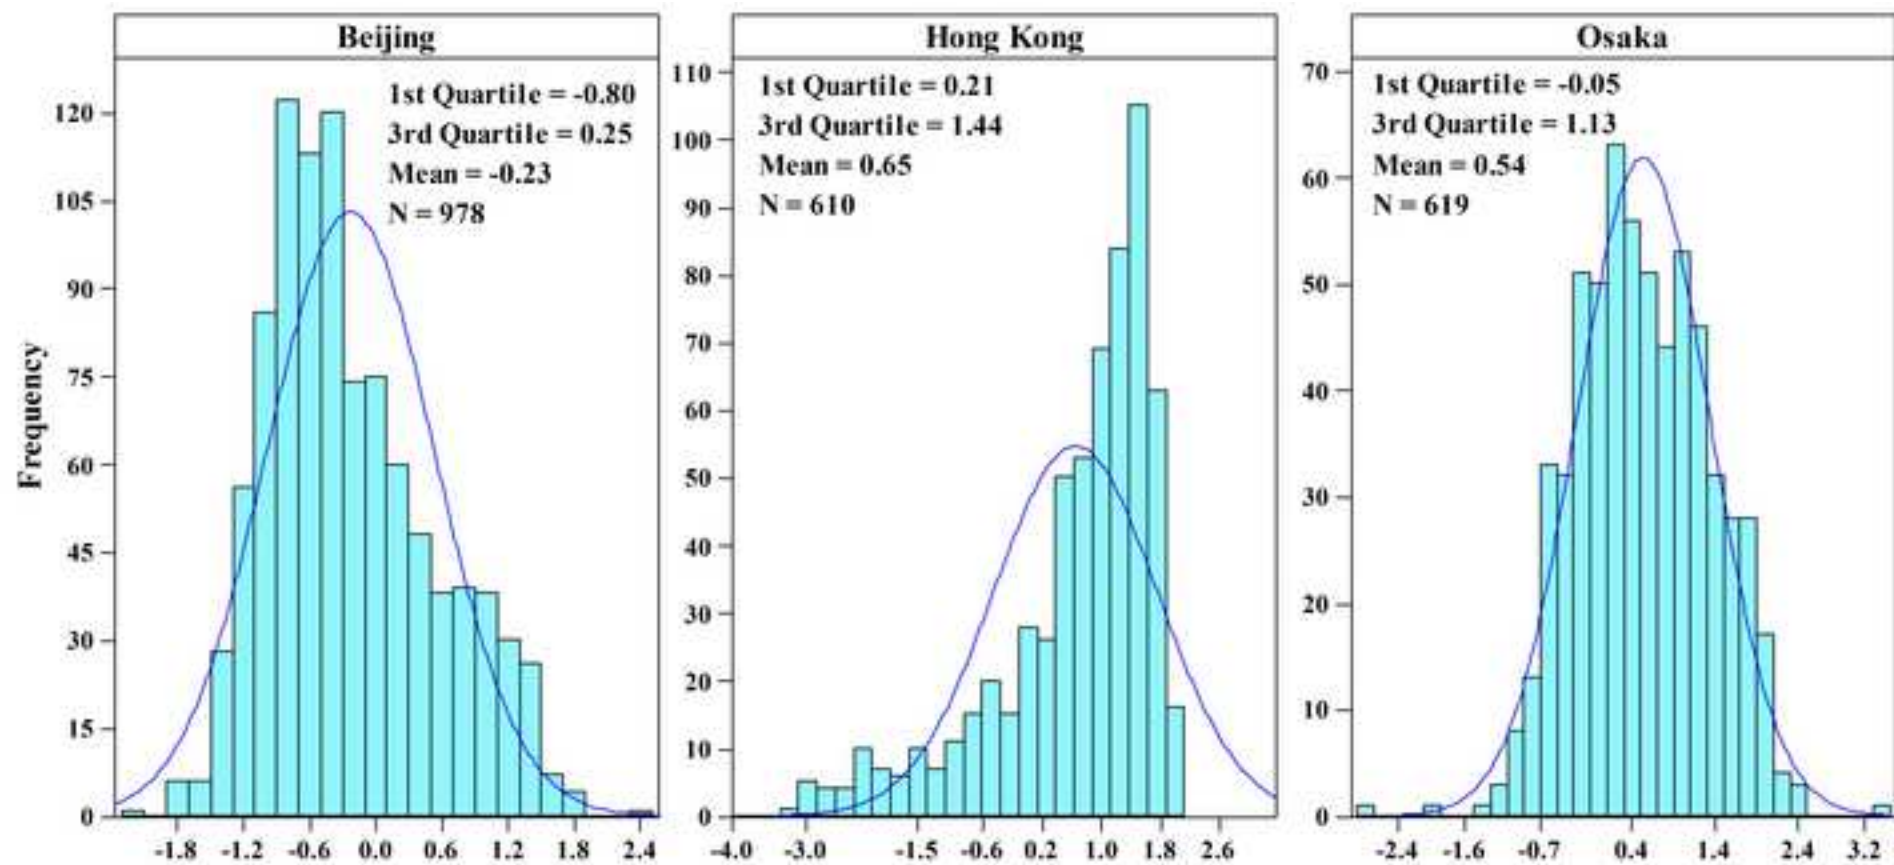 Beijing
Hong Kong
Osaka
Frequency
1st Quartile = -0.80
3rd Quartile = 0.25
Mean = -0.23
N = 978
120
105
90
75
60
45
30
15
0
-1.8 -1.2 -0.6 0.0 0.6 1.2 1.8 2.4
1st Quartile = 0.21
3rd Quartile = 1.44
Mean = 0.65
N = 610
110
100
90
80
70
60
50
40
30
20
10
0
-4.0 -3.0 -1.5 -0.6 0.2 1.0 1.8 2.6
1st Quartile = -0.05
3rd Quartile = 1.13
Mean = 0.54
N = 619
70
60
50
40
30
20
10
0
-2.4 -1.6 -0.7 0.4 1.4 2.4 3.2